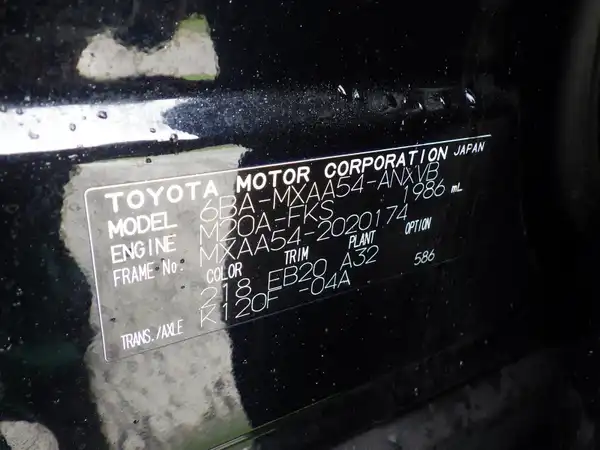 TOYOTA MOTOR CORPORATION JAPAN
MODEL 6BA-MXAA54-ANXVB
ENGINE M20A-FKS 1986 mL
FRAME No. MXAA54-2020174
COLOR TRIM PLANT OPTION
218 EB20 A32 586
TRANS./AXLE K120F -04A